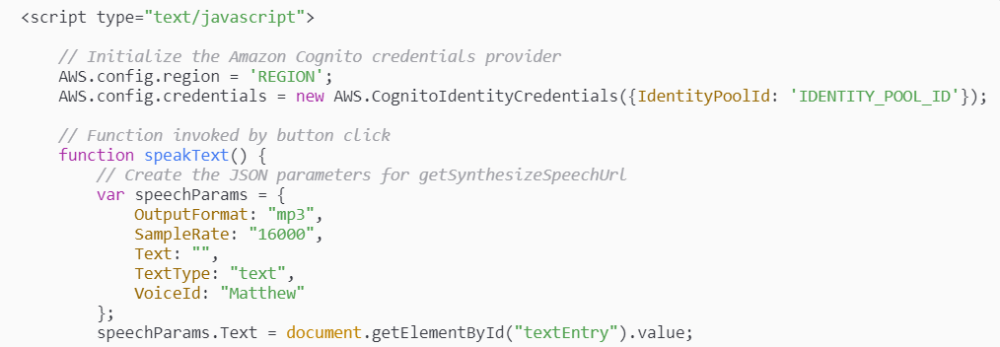 <script type="text/javascript">
// Initialize the Amazon Cognito credentials provider
AWS.config.region = 'REGION';
AWS.config.credentials = new AWS.CognitoIdentityCredentials({IdentityPoolId: 'IDENTITY_POOL_ID'});
// Function invoked by button click
function speakText() {
// Create the JSON parameters for getSynthesizeSpeechUrl
var speechParams = {
OutputFormat: "mp3",
SampleRate: "16000",
Text: "",
TextType: "text",
VoiceId: "Matthew"
};
speechParams.Text = document.getElementById("textEntry").value;